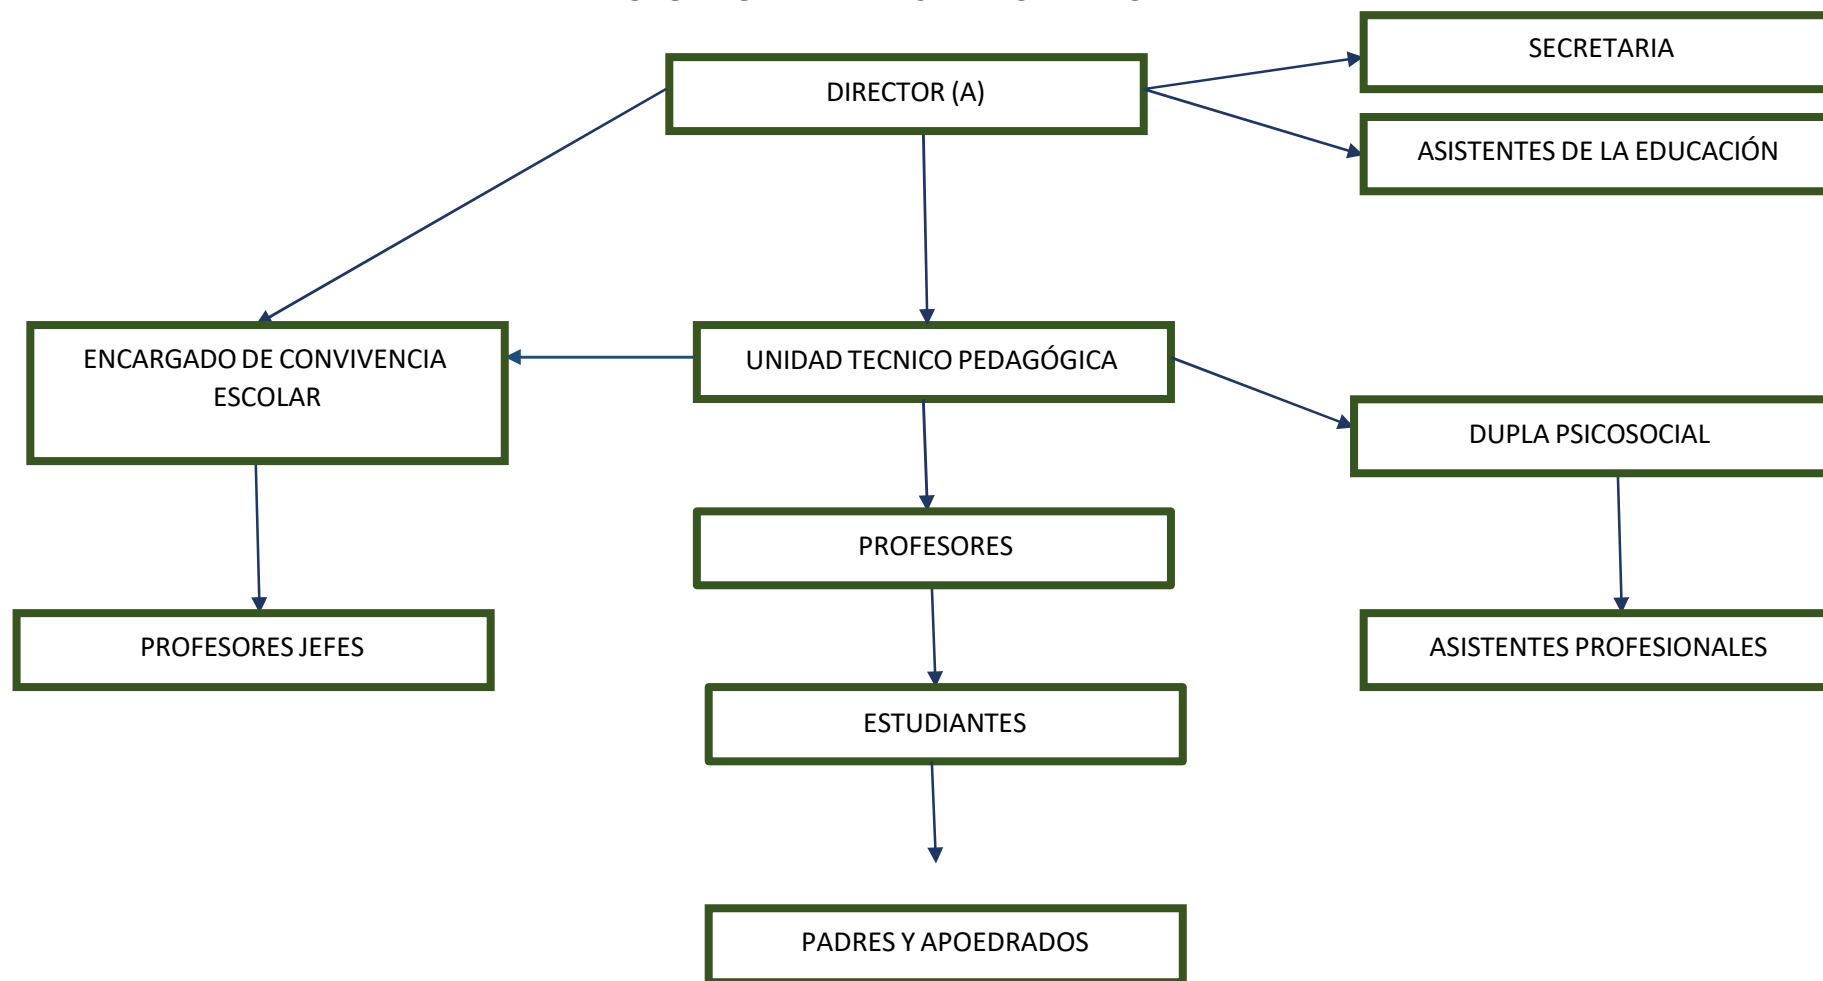 SECRETARIA
DIRECTOR (A)
ASISTENTES DE LA EDUCACIÓN
ENCARGADO DE CONVIVENCIA
ESCOLAR
UNIDAD TECNICO PEDAGÓGICA
DUPLA PSICOSOCIAL
PROFESORES
PROFESORES JEFES
ASISTENTES PROFESIONALES
ESTUDIANTES
PADRES Y APOEDRADOS